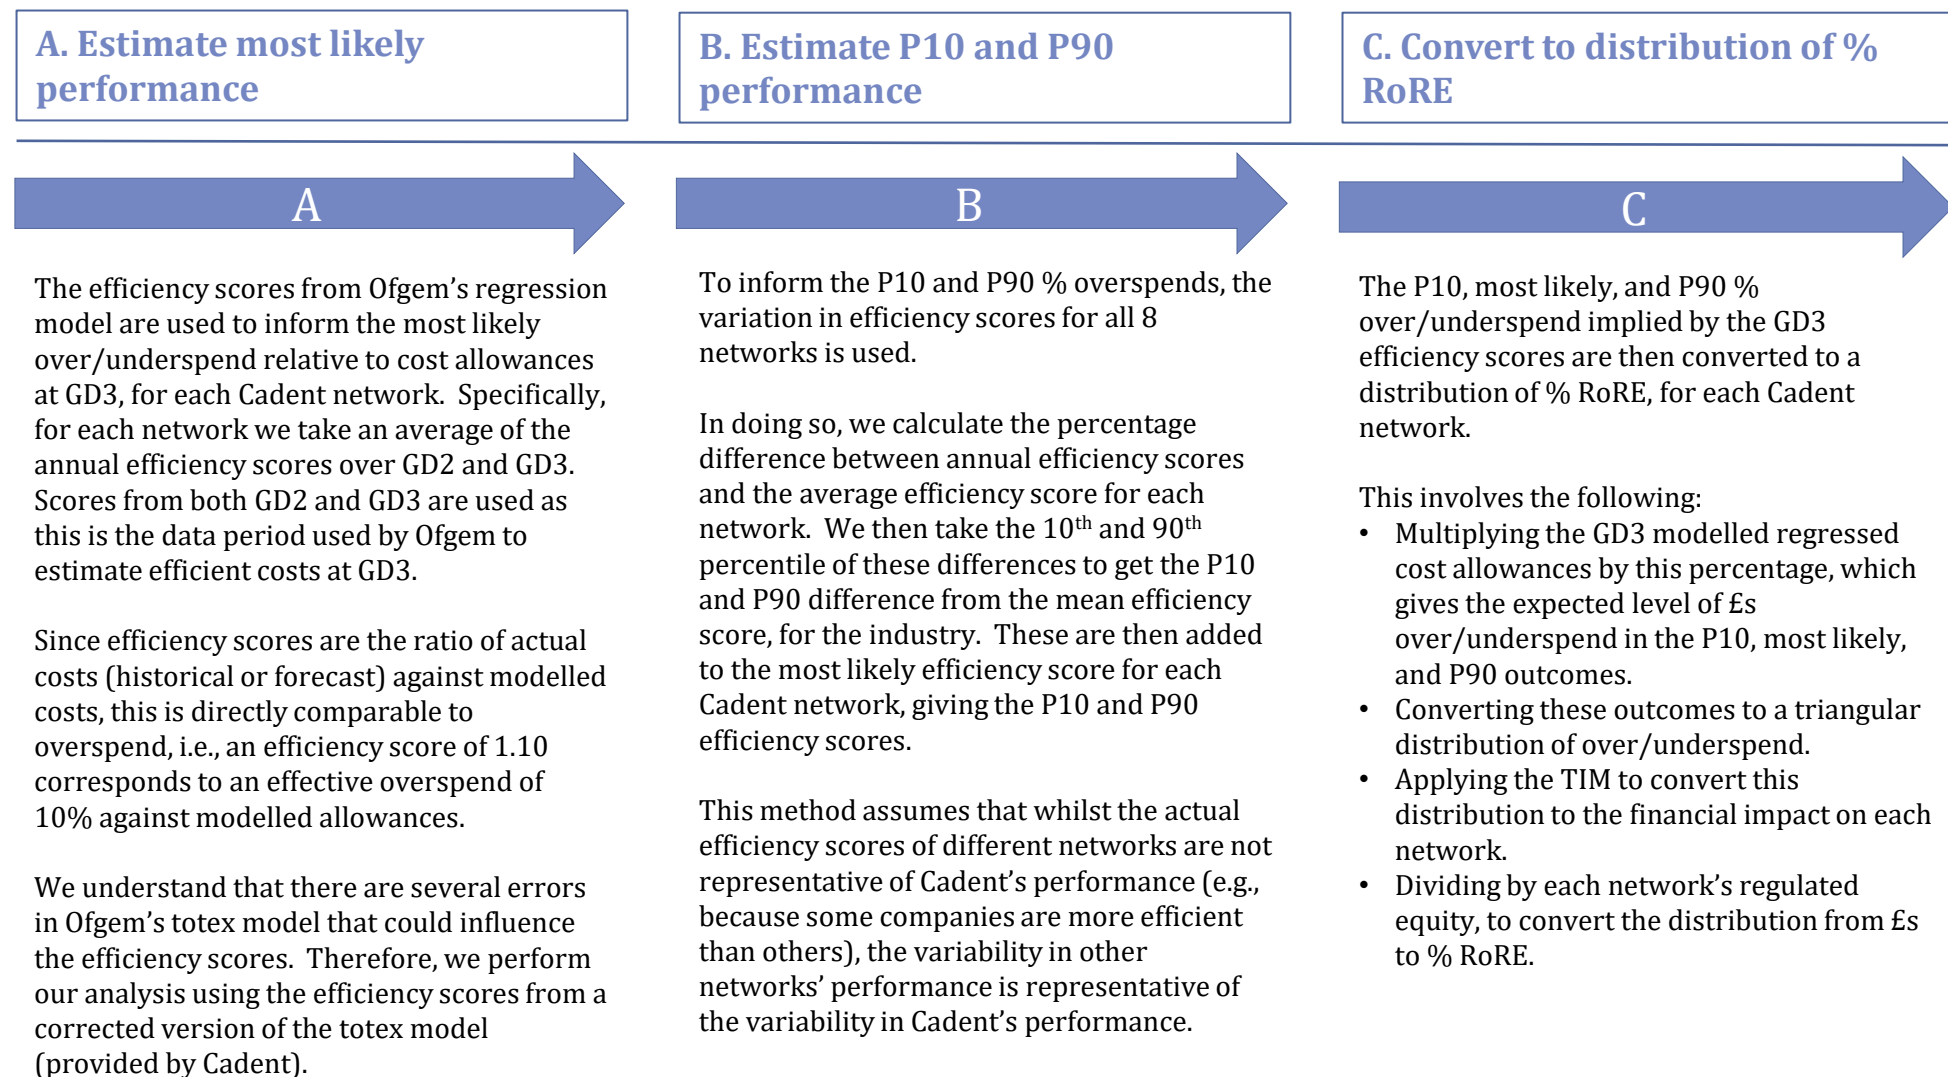 A. Estimate most likely
performance
B. Estimate P10 and P90
performance
C. Convert to distribution of %
RoRE
A
B
C
The efficiency scores from Ofgem's regression
model are used to inform the most likely
over/underspend relative to cost allowances
at GD3, for each Cadent network.  Specifically,
for each network we take an average of the
annual efficiency scores over GD2 and GD3.
Scores from both GD2 and GD3 are used as
this is the data period used by Ofgem to
estimate efficient costs at GD3.
Since efficiency scores are the ratio of actual
costs (historical or forecast) against modelled
costs, this is directly comparable to
overspend, i.e., an efficiency score of 1.10
corresponds to an effective overspend of
10% against modelled allowances.
We understand that there are several errors
in Ofgem's totex model that could influence
the efficiency scores.  Therefore, we perform
our analysis using the efficiency scores from a
corrected version of the totex model
(provided by Cadent).
To inform the P10 and P90 % overspends, the
variation in efficiency scores for all 8
networks is used.
In doing so, we calculate the percentage
difference between annual efficiency scores
and the average efficiency score for each
network.  We then take the 10th and 90th
percentile of these differences to get the P10
and P90 difference from the mean efficiency
score, for the industry.  These are then added
to the most likely efficiency score for each
Cadent network, giving the P10 and P90
efficiency scores.
This method assumes that whilst the actual
efficiency scores of different networks are not
representative of Cadent's performance (e.g.,
because some companies are more efficient
than others), the variability in other
networks' performance is representative of
the variability in Cadent's performance.
The P10, most likely, and P90 %
over/underspend implied by the GD3
efficiency scores are then converted to a
distribution of % RoRE, for each Cadent
network.
This involves the following:
• Multiplying the GD3 modelled regressed
cost allowances by this percentage, which
gives the expected level of £s
over/underspend in the P10, most likely,
and P90 outcomes.
• Converting these outcomes to a triangular
distribution of over/underspend.
• Applying the TIM to convert this
distribution to the financial impact on each
network.
• Dividing by each network's regulated
equity, to convert the distribution from £s
to % RoRE.